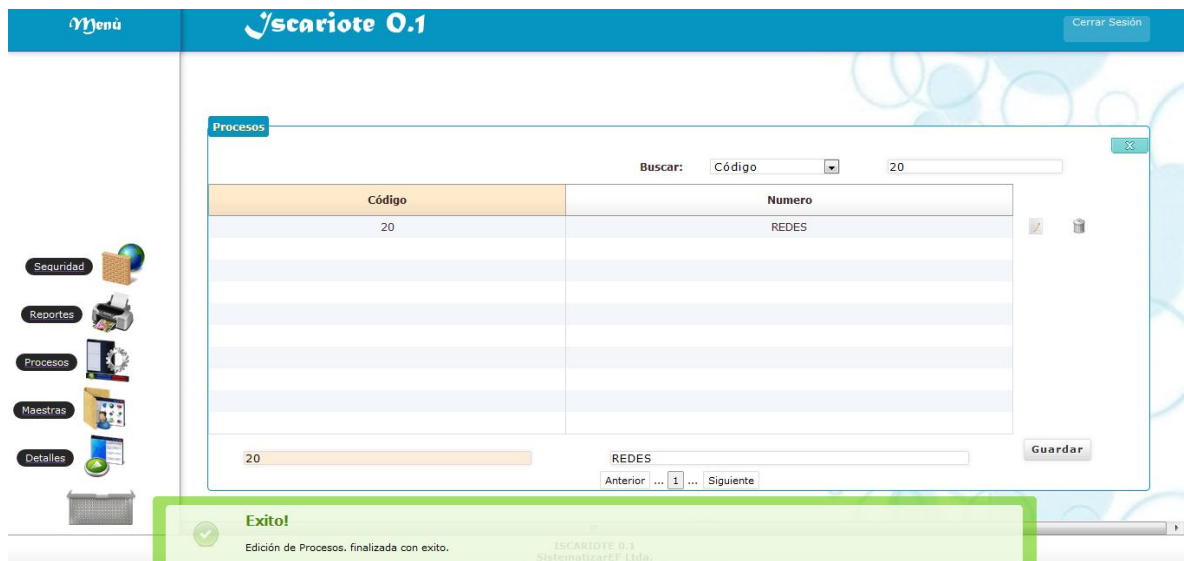 Menù
Iscariote 0.1
Cerrar Sesión
Procesos
X
Buscar: Código 20
Código Numero
20 REDES
Seguridad
Reportes
Procesos
Maestras
Detalles
20 REDES
Guardar
Anterior ... 1 ... Siguiente
Exito!
Edición de Procesos. finalizada con exito.
ISCARIOTE 0.1
SistematizarEF Ltda.